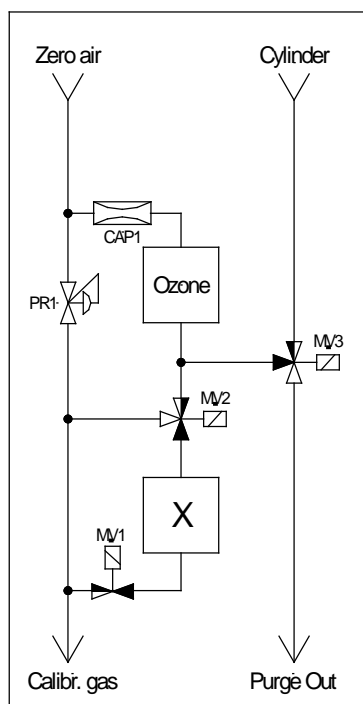 Zero air
Cylinder
CAP1
Ozone
PR1
MV3
MV2
X
MV1
Calibr. gas
Purge Out